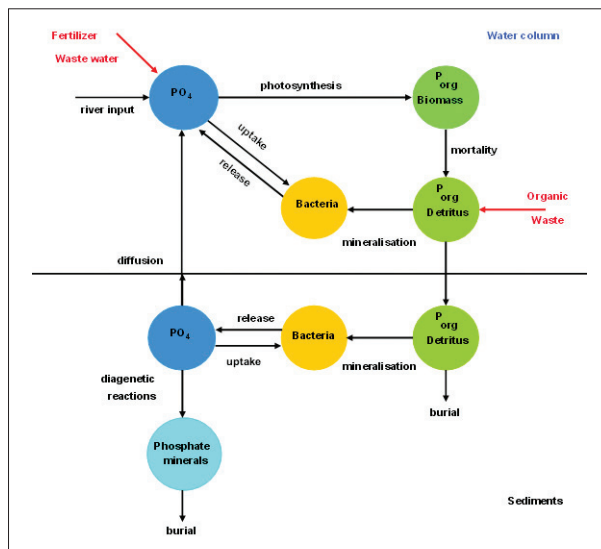 Fertilizer
Waste water
Water column
river input
PO4
photosynthesis
P org
Biomass
uptake
release
mortality
Bacteria
P org
Detritus
Organic
Waste
mineralisation
diffusion
PO4
release
uptake
Bacteria
mineralisation
P org
Detritus
diagenetic
reactions
burial
Phosphate
minerals
burial
Sediments